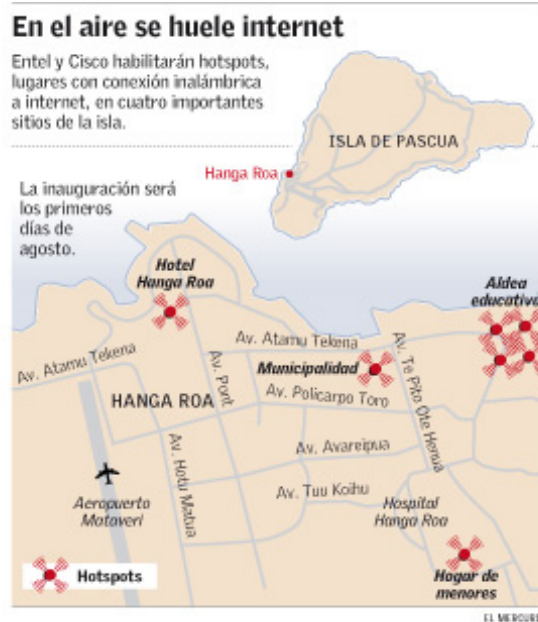 En el aire se huele internet
Entel y Cisco habilitarán hotspots,
lugares con conexión inalámbrica
a internet, en cuatro importantes
sitios de la isla.
ISLA DE PASCUA
Hanga Roa
La inauguración será
los primeros
días de
agosto.
Hotel
Hanga Roa
Aldea
educativa
Av. Atamu Tekena
Av. Atamu Tekena
Municipalidad
Av. Pont
Av. Te Pito Ote Henua
HANGA ROA
Av. Policarpo Toro
Av. Hotu Matua
Av. Avareipua
Av. Tuu Koihu
Aeropuerto
Mataveri
Hospital
Hanga Roa
Hotspots
Hogar de
menores
EL MERCURI